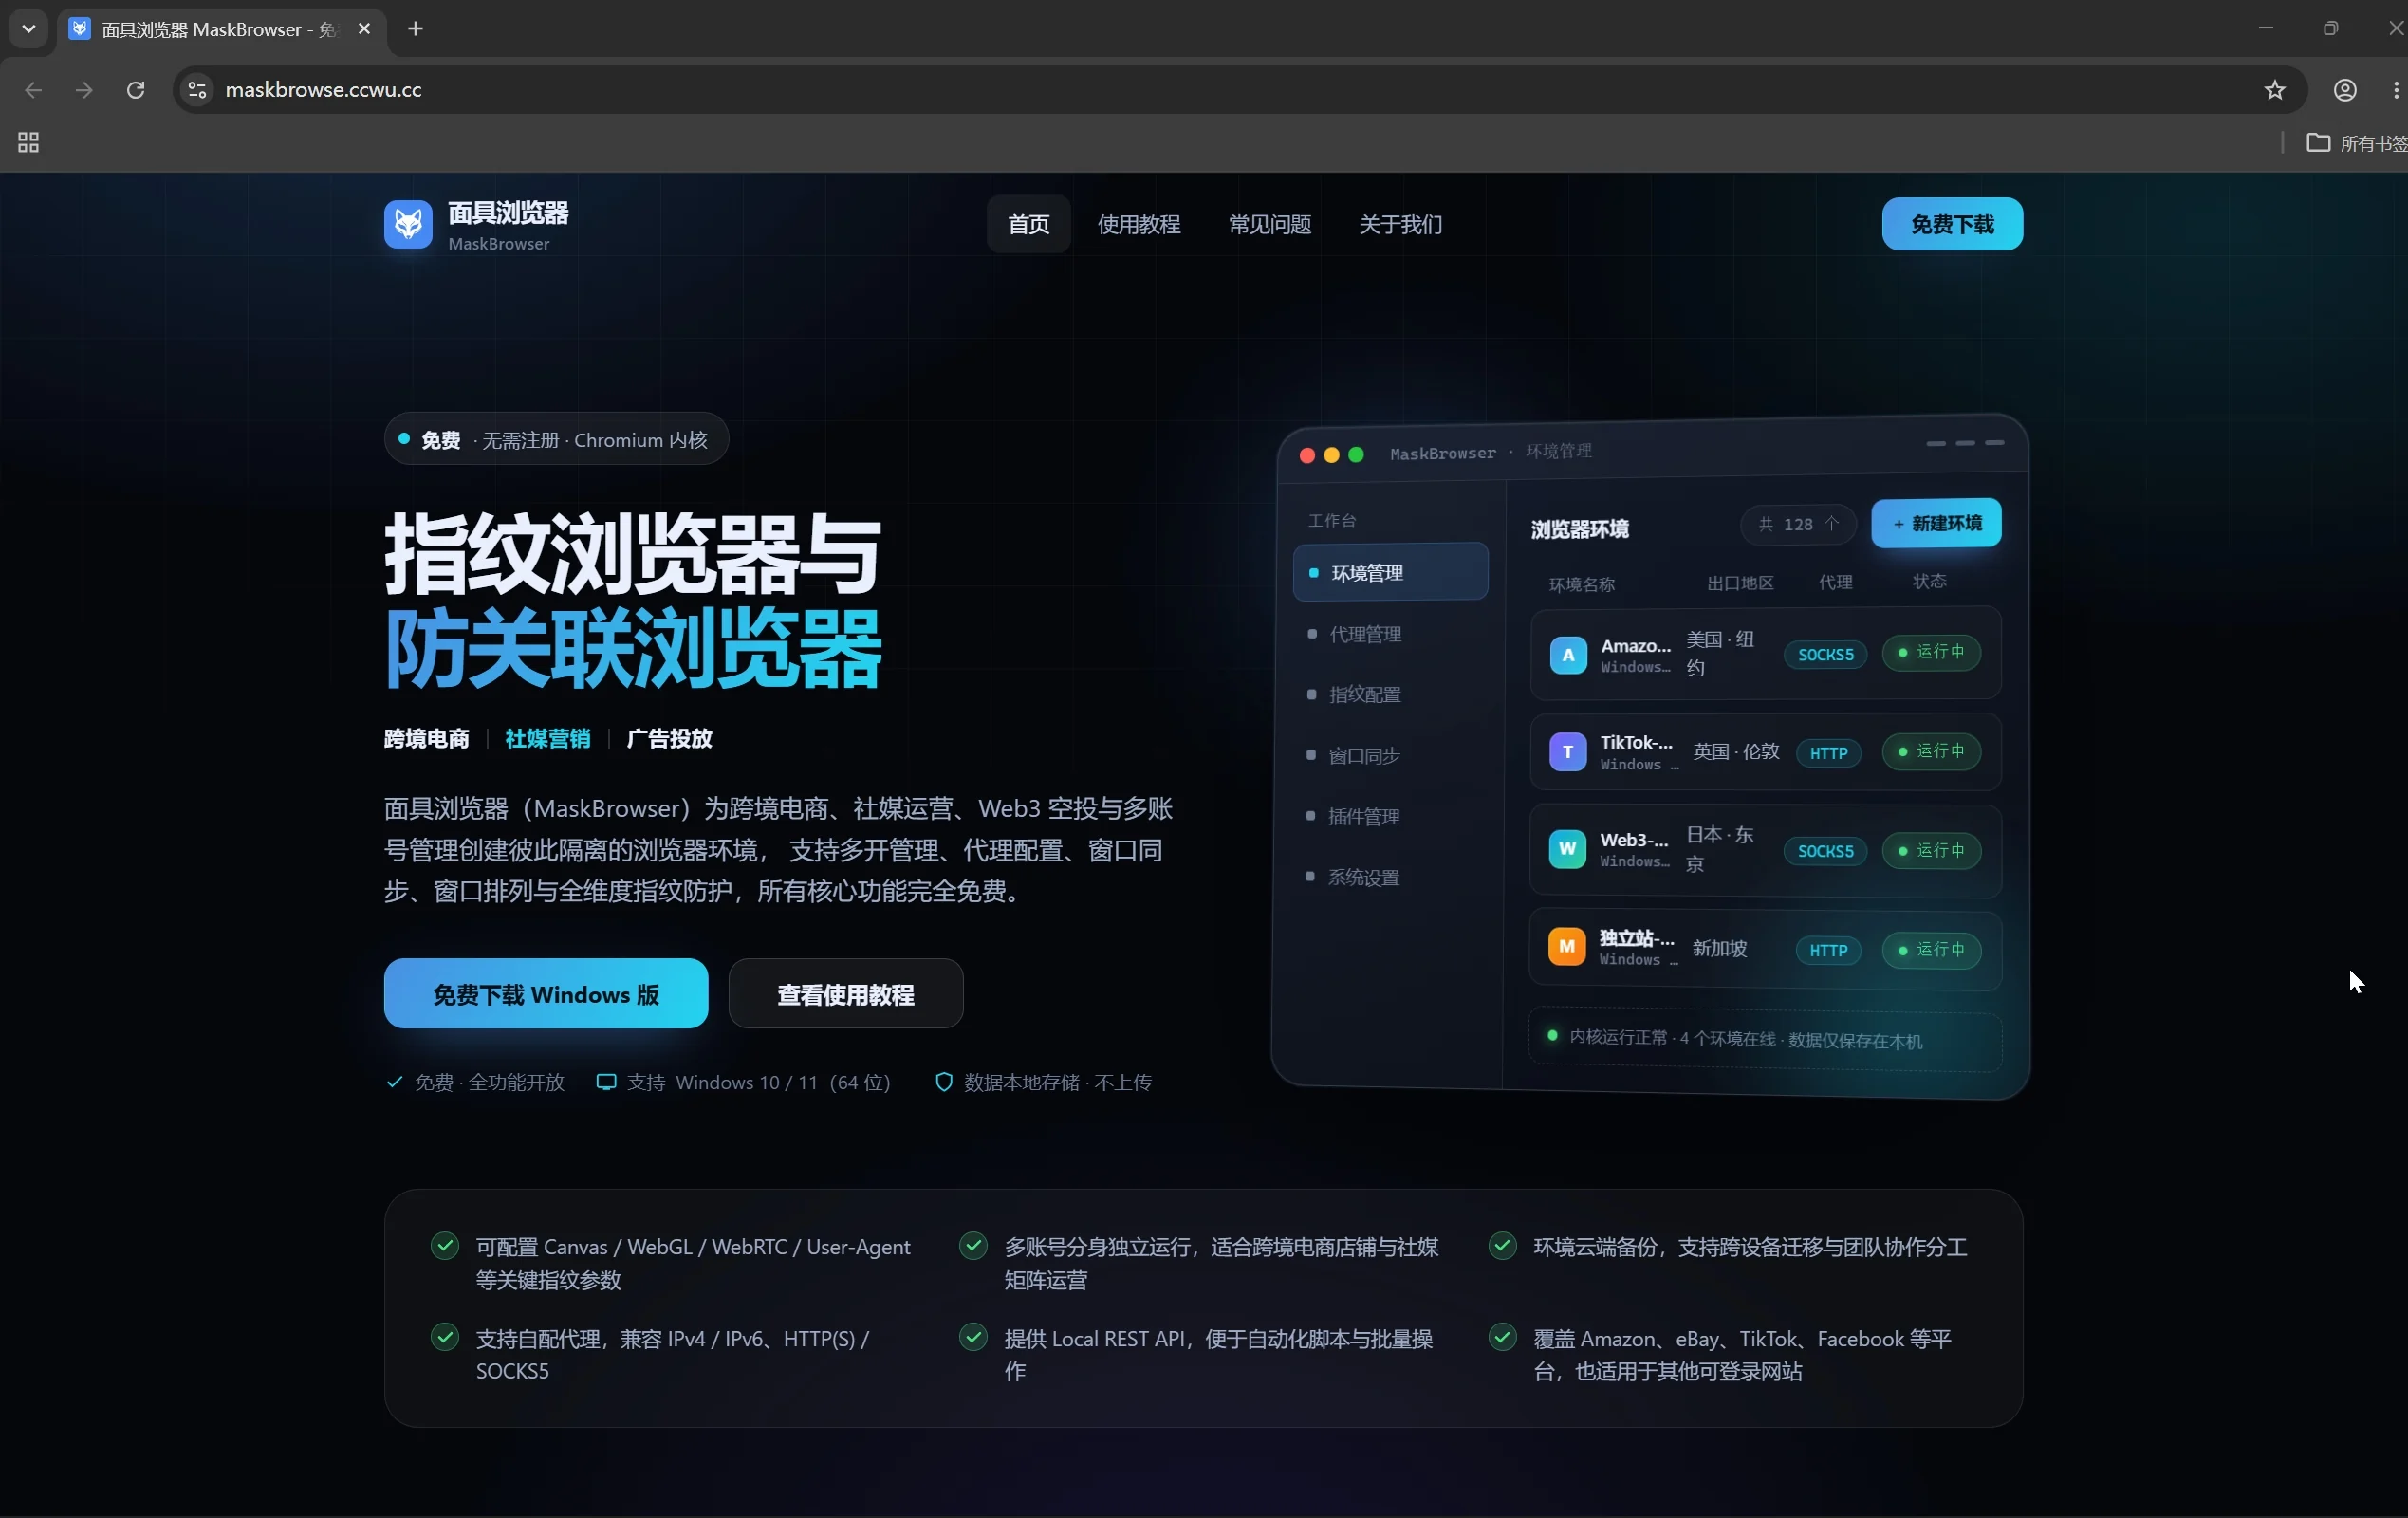 面具浏览器 MaskBrowser - 免
maskbrowse.ccwu.cc
所有书签
面具浏览器
MaskBrowser
首页
使用教程
常见问题
关于我们
免费下载
免费 · 无需注册 · Chromium 内核
指纹浏览器与
防关联浏览器
跨境电商
社媒营销
广告投放
面具浏览器（MaskBrowser）为跨境电商、社媒运营、Web3 空投与多账
号管理创建彼此隔离的浏览器环境， 支持多开管理、代理配置、窗口同
步、窗口排列与全维度指纹防护，所有核心功能完全免费。
免费下载 Windows 版
查看使用教程
免费 · 全功能开放
支持 Windows 10 / 11（64 位）
数据本地存储 · 不上传
MaskBrowser · 环境管理
工作台
环境管理
代理管理
指纹配置
窗口同步
插件管理
系统设置
浏览器环境
共 128 个
+ 新建环境
环境名称
出口地区
代理
状态
A
Amazo...
Windows…
美国 · 纽
约
SOCKS5
运行中
T
TikTok-...
Windows …
英国 · 伦敦
HTTP
运行中
W
Web3-...
Windows…
日本 · 东
京
SOCKS5
运行中
M
独立站-...
Windows …
新加坡
HTTP
运行中
内核运行正常 · 4 个环境在线 · 数据仅保存在本机
可配置 Canvas / WebGL / WebRTC / User-Agent
等关键指纹参数
多账号分身独立运行，适合跨境电商店铺与社媒
矩阵运营
环境云端备份，支持跨设备迁移与团队协作分工
支持自配代理，兼容 IPv4 / IPv6、HTTP(S) /
SOCKS5
提供 Local REST API，便于自动化脚本与批量操
作
覆盖 Amazon、eBay、TikTok、Facebook 等平
台，也适用于其他可登录网站